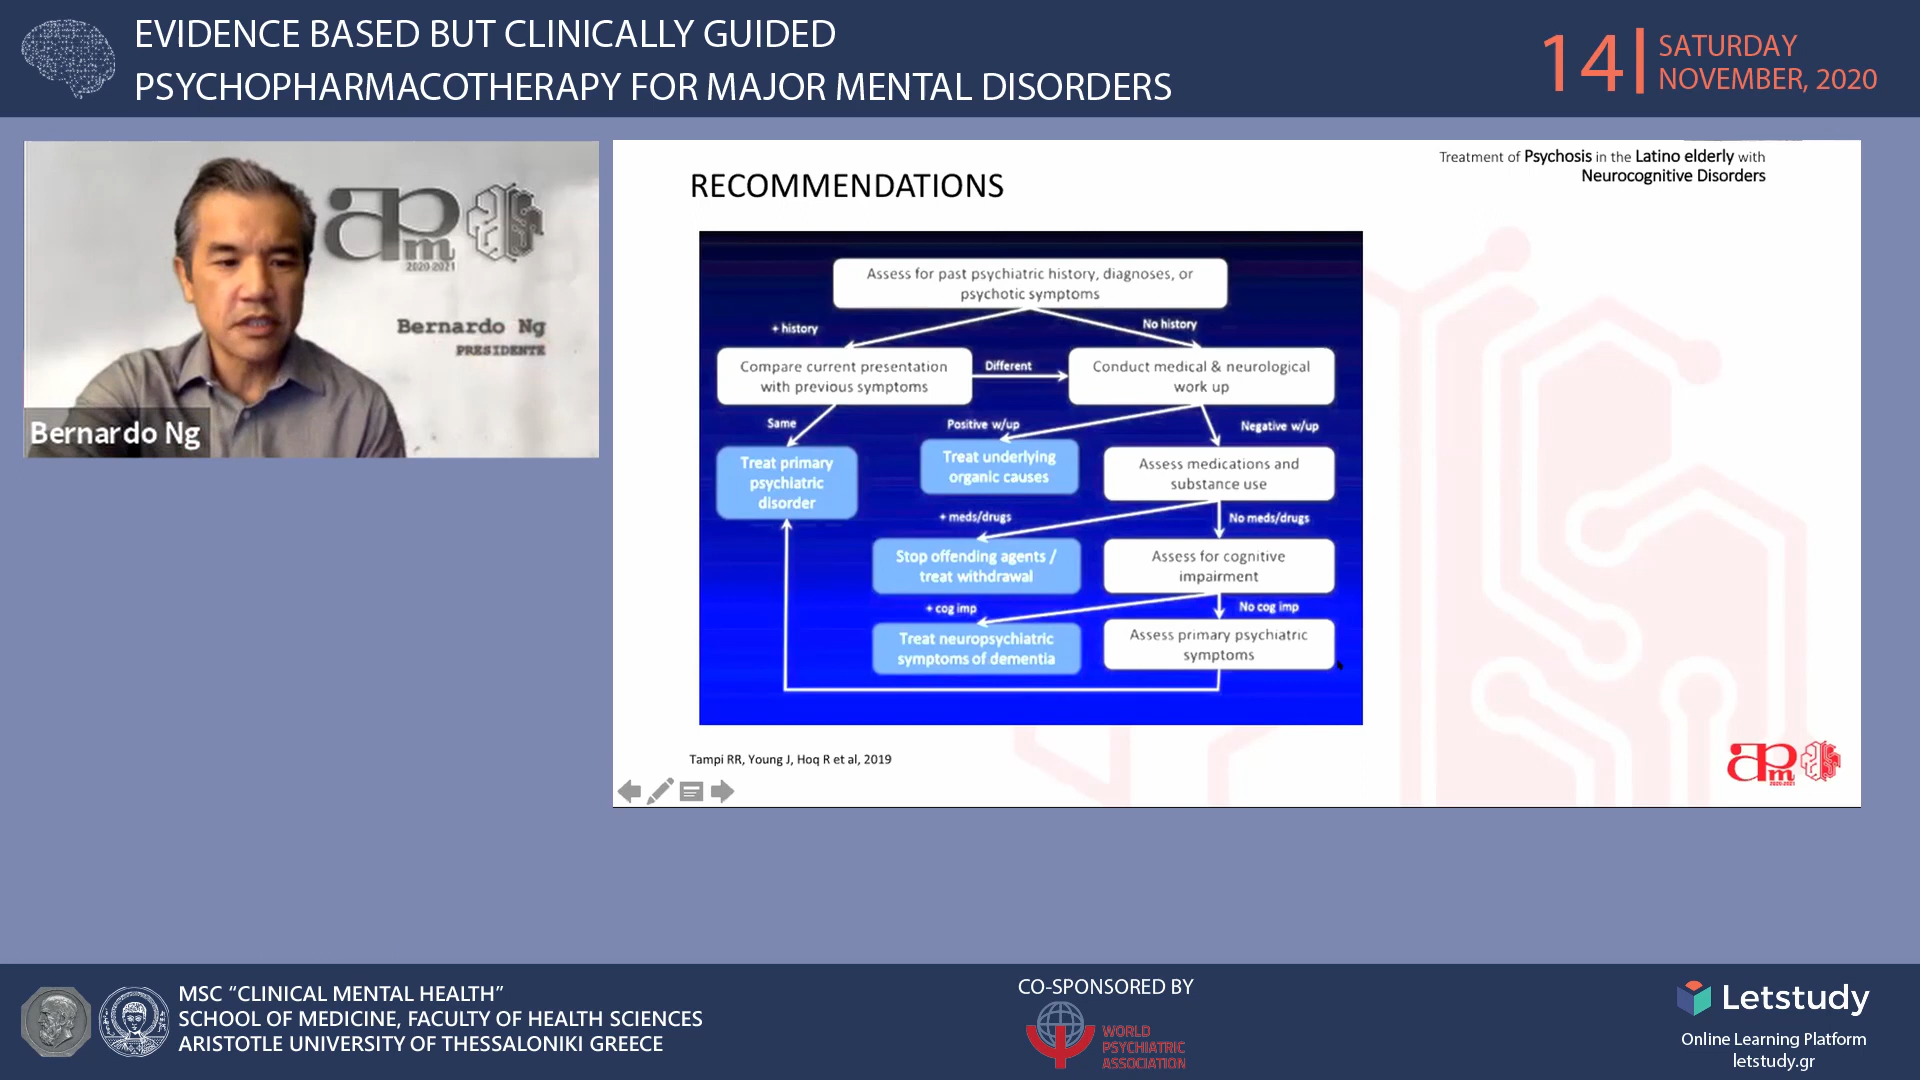 EVIDENCE BASED BUT CLINICALLY GUIDED
PSYCHOPHARMACOTHERAPY FOR MAJOR MENTAL DISORDERS
14
SATURDAY
NOVEMBER, 2020
apm
2020-2021
Bernardo Ng
PRESIDENTE
Bernardo Ng
Treatment of Psychosis in the Latino elderly with
Neurocognitive Disorders
RECOMMENDATIONS
Assess for past psychiatric history, diagnoses, or
psychotic symptoms
+ history
No history
Compare current presentation
with previous symptoms
Different
Conduct medical & neurological
work up
Same
Positive w/up
Negative w/up
Treat primary
psychiatric
disorder
Treat underlying
organic causes
Assess medications and
substance use
+ meds/drugs
No meds/drugs
Stop offending agents /
treat withdrawal
Assess for cognitive
impairment
+ cog imp
No cog imp
Treat neuropsychiatric
symptoms of dementia
Assess primary psychiatric
symptoms
Tampi RR, Young J, Hoq R et al, 2019
apm
2020-2021
MSC “CLINICAL MENTAL HEALTH”
SCHOOL OF MEDICINE, FACULTY OF HEALTH SCIENCES
ARISTOTLE UNIVERSITY OF THESSALONIKI GREECE
CO-SPONSORED BY
WORLD
PSYCHIATRIC
ASSOCIATION
Letstudy
Online Learning Platform
letstudy.gr